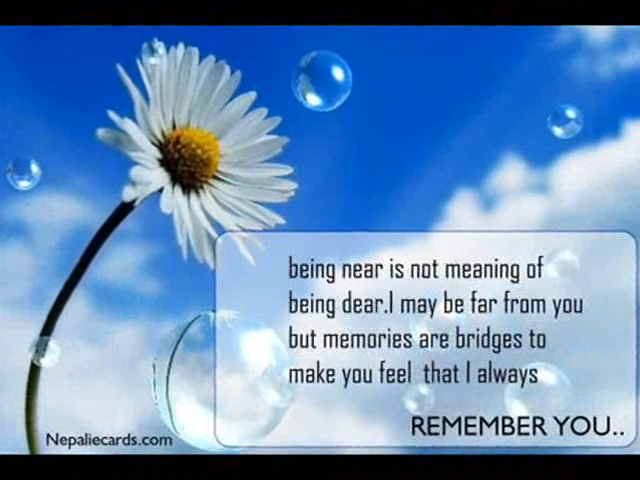 being near is not meaning of
being dear.I may be far from you
but memories are bridges to
make you feel that I always
REMEMBER YOU..
Nepaliecards.com